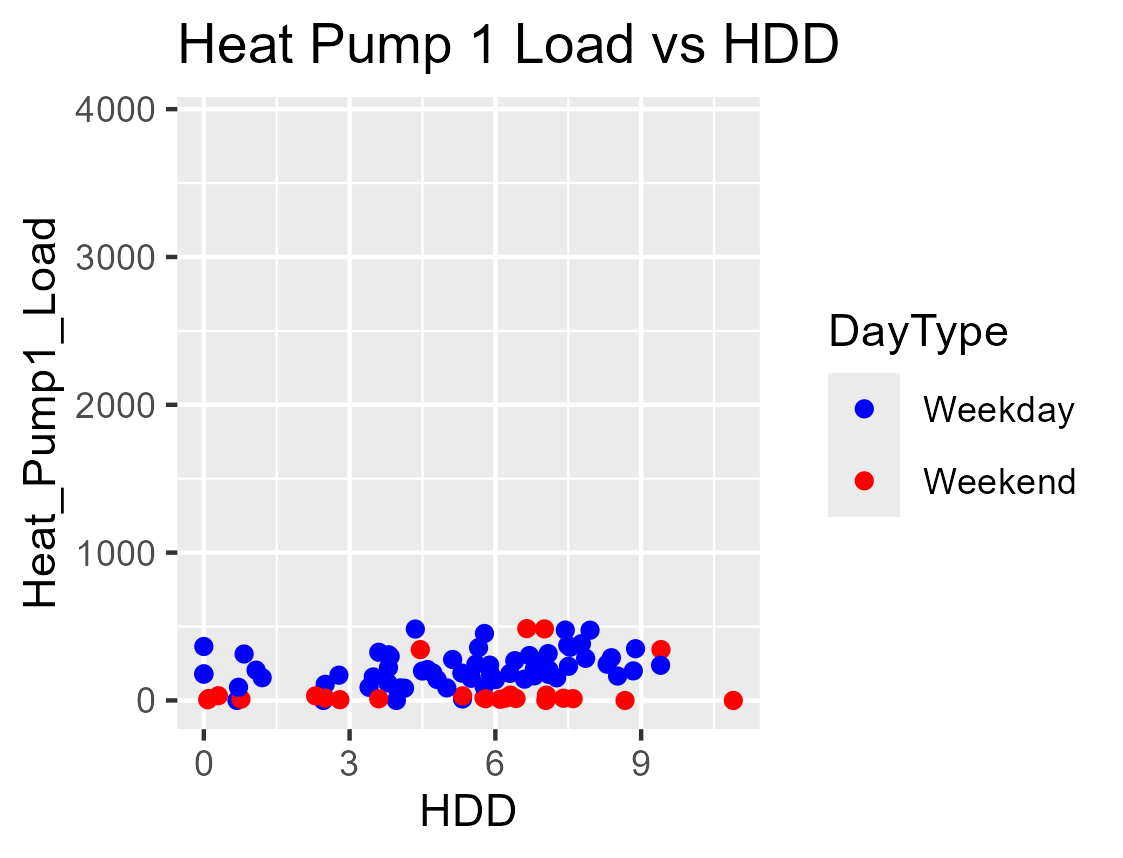 Heat Pump 1 Load vs HDD
4000
3000
2000
1000
0
Heat_Pump1_Load
0 3 6 9
HDD
DayType
Weekday
Weekend